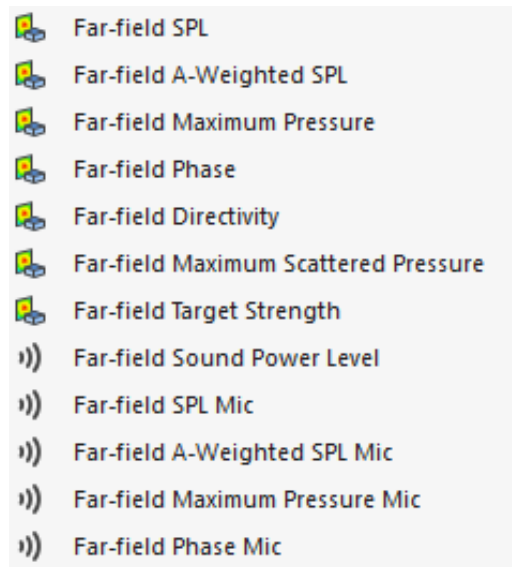 Far-field SPL
Far-field A-Weighted SPL
Far-field Maximum Pressure
Far-field Phase
Far-field Directivity
Far-field Maximum Scattered Pressure
Far-field Target Strength
Far-field Sound Power Level
Far-field SPL Mic
Far-field A-Weighted SPL Mic
Far-field Maximum Pressure Mic
Far-field Phase Mic